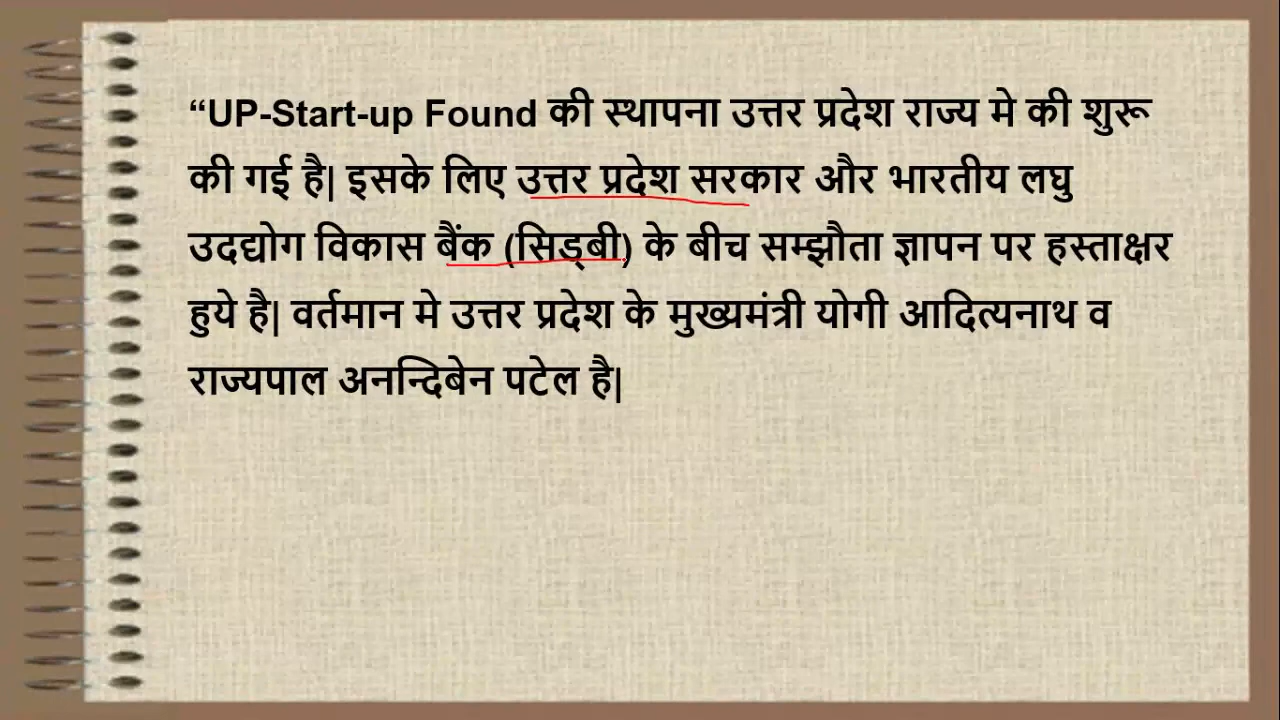 “UP-Start-up Found की स्थापना उत्तर प्रदेश राज्य मे की शुरू
की गई है| इसके लिए उत्तर प्रदेश सरकार और भारतीय लघु
उदद्योग विकास बैंक (सिड्बी) के बीच सम्झौता ज्ञापन पर हस्ताक्षर
हुये है| वर्तमान मे उत्तर प्रदेश के मुख्यमंत्री योगी आदित्यनाथ व
राज्यपाल अनन्दिबेन पटेल है|